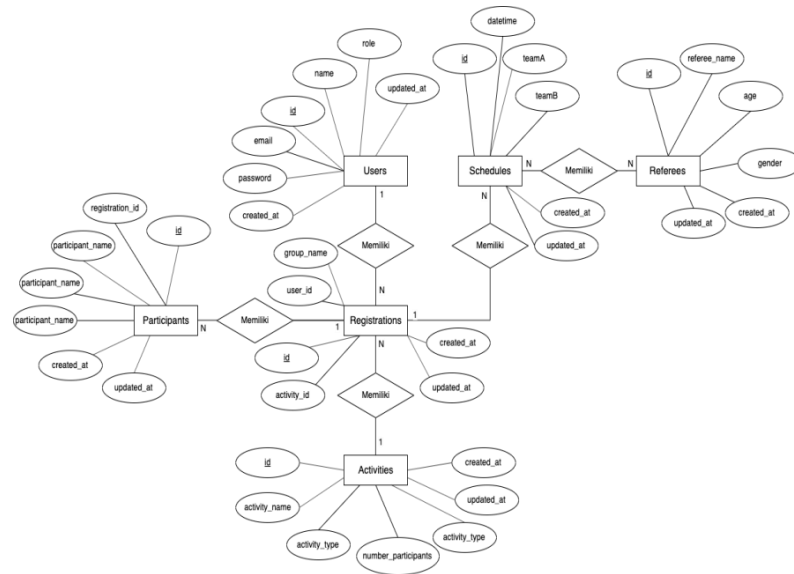 role
name
id
email
password
created_at
updated_at
Users
1
Memiliki
N
datetime
id
teamA
teamB
Schedules
N
Memiliki
N
Referees
id
referee_name
age
gender
created_at
updated_at
created_at
updated_at
N
Memiliki
1
registration_id
id
participant_name
participant_name
participant_name
created_at
updated_at
Participants
N
Memiliki
1
group_name
user_id
Registrations
id
activity_id
created_at
updated_at
N
Memiliki
1
Activities
id
activity_name
activity_type
number_participants
activity_type
updated_at
created_at